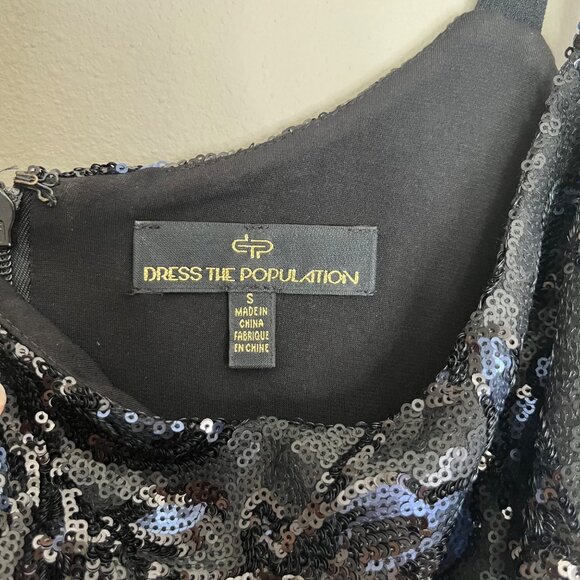 DRESS THE POPULATION
S
MADE IN
CHINA
FABRIQUE
EN CHINE